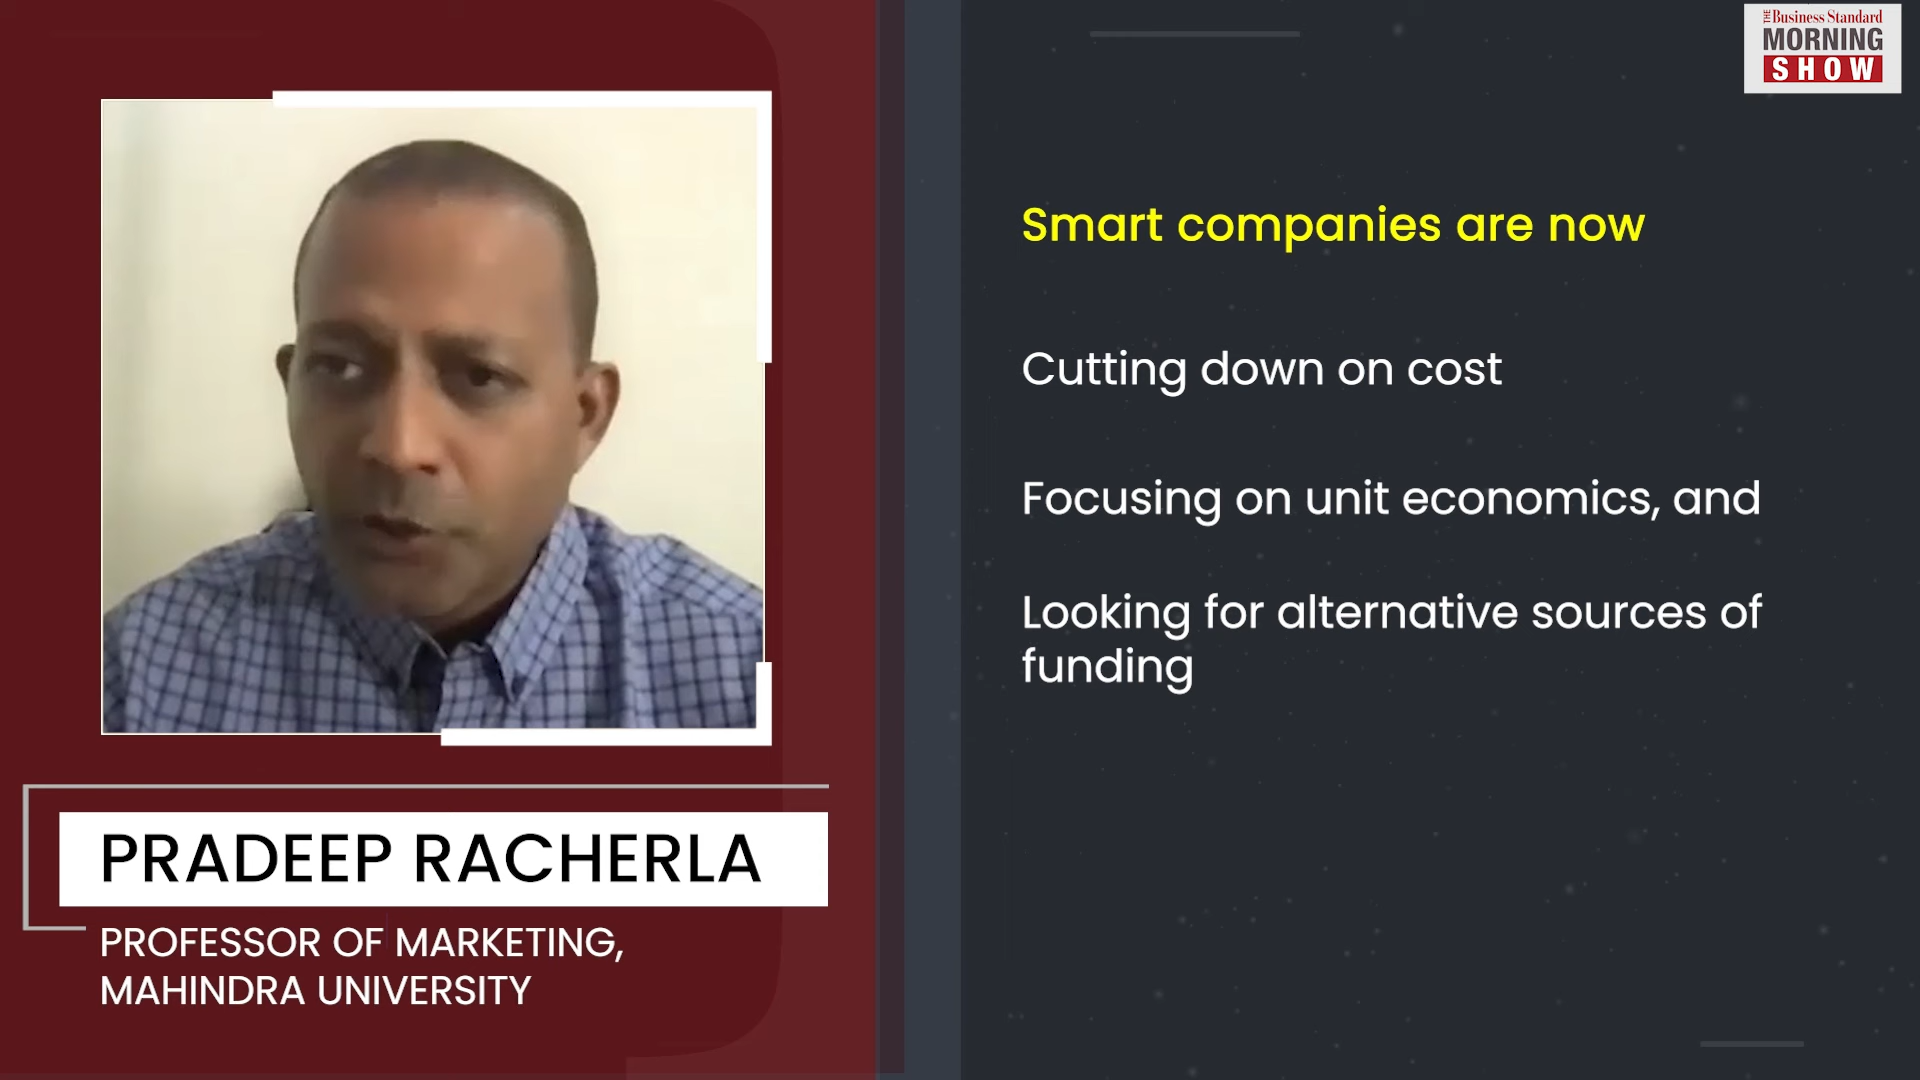 THE Business Standard
MORNING
SHOW
Smart companies are now
Cutting down on cost
Focusing on unit economics, and
Looking for alternative sources of
funding
PRADEEP RACHERLA
PROFESSOR OF MARKETING,
MAHINDRA UNIVERSITY